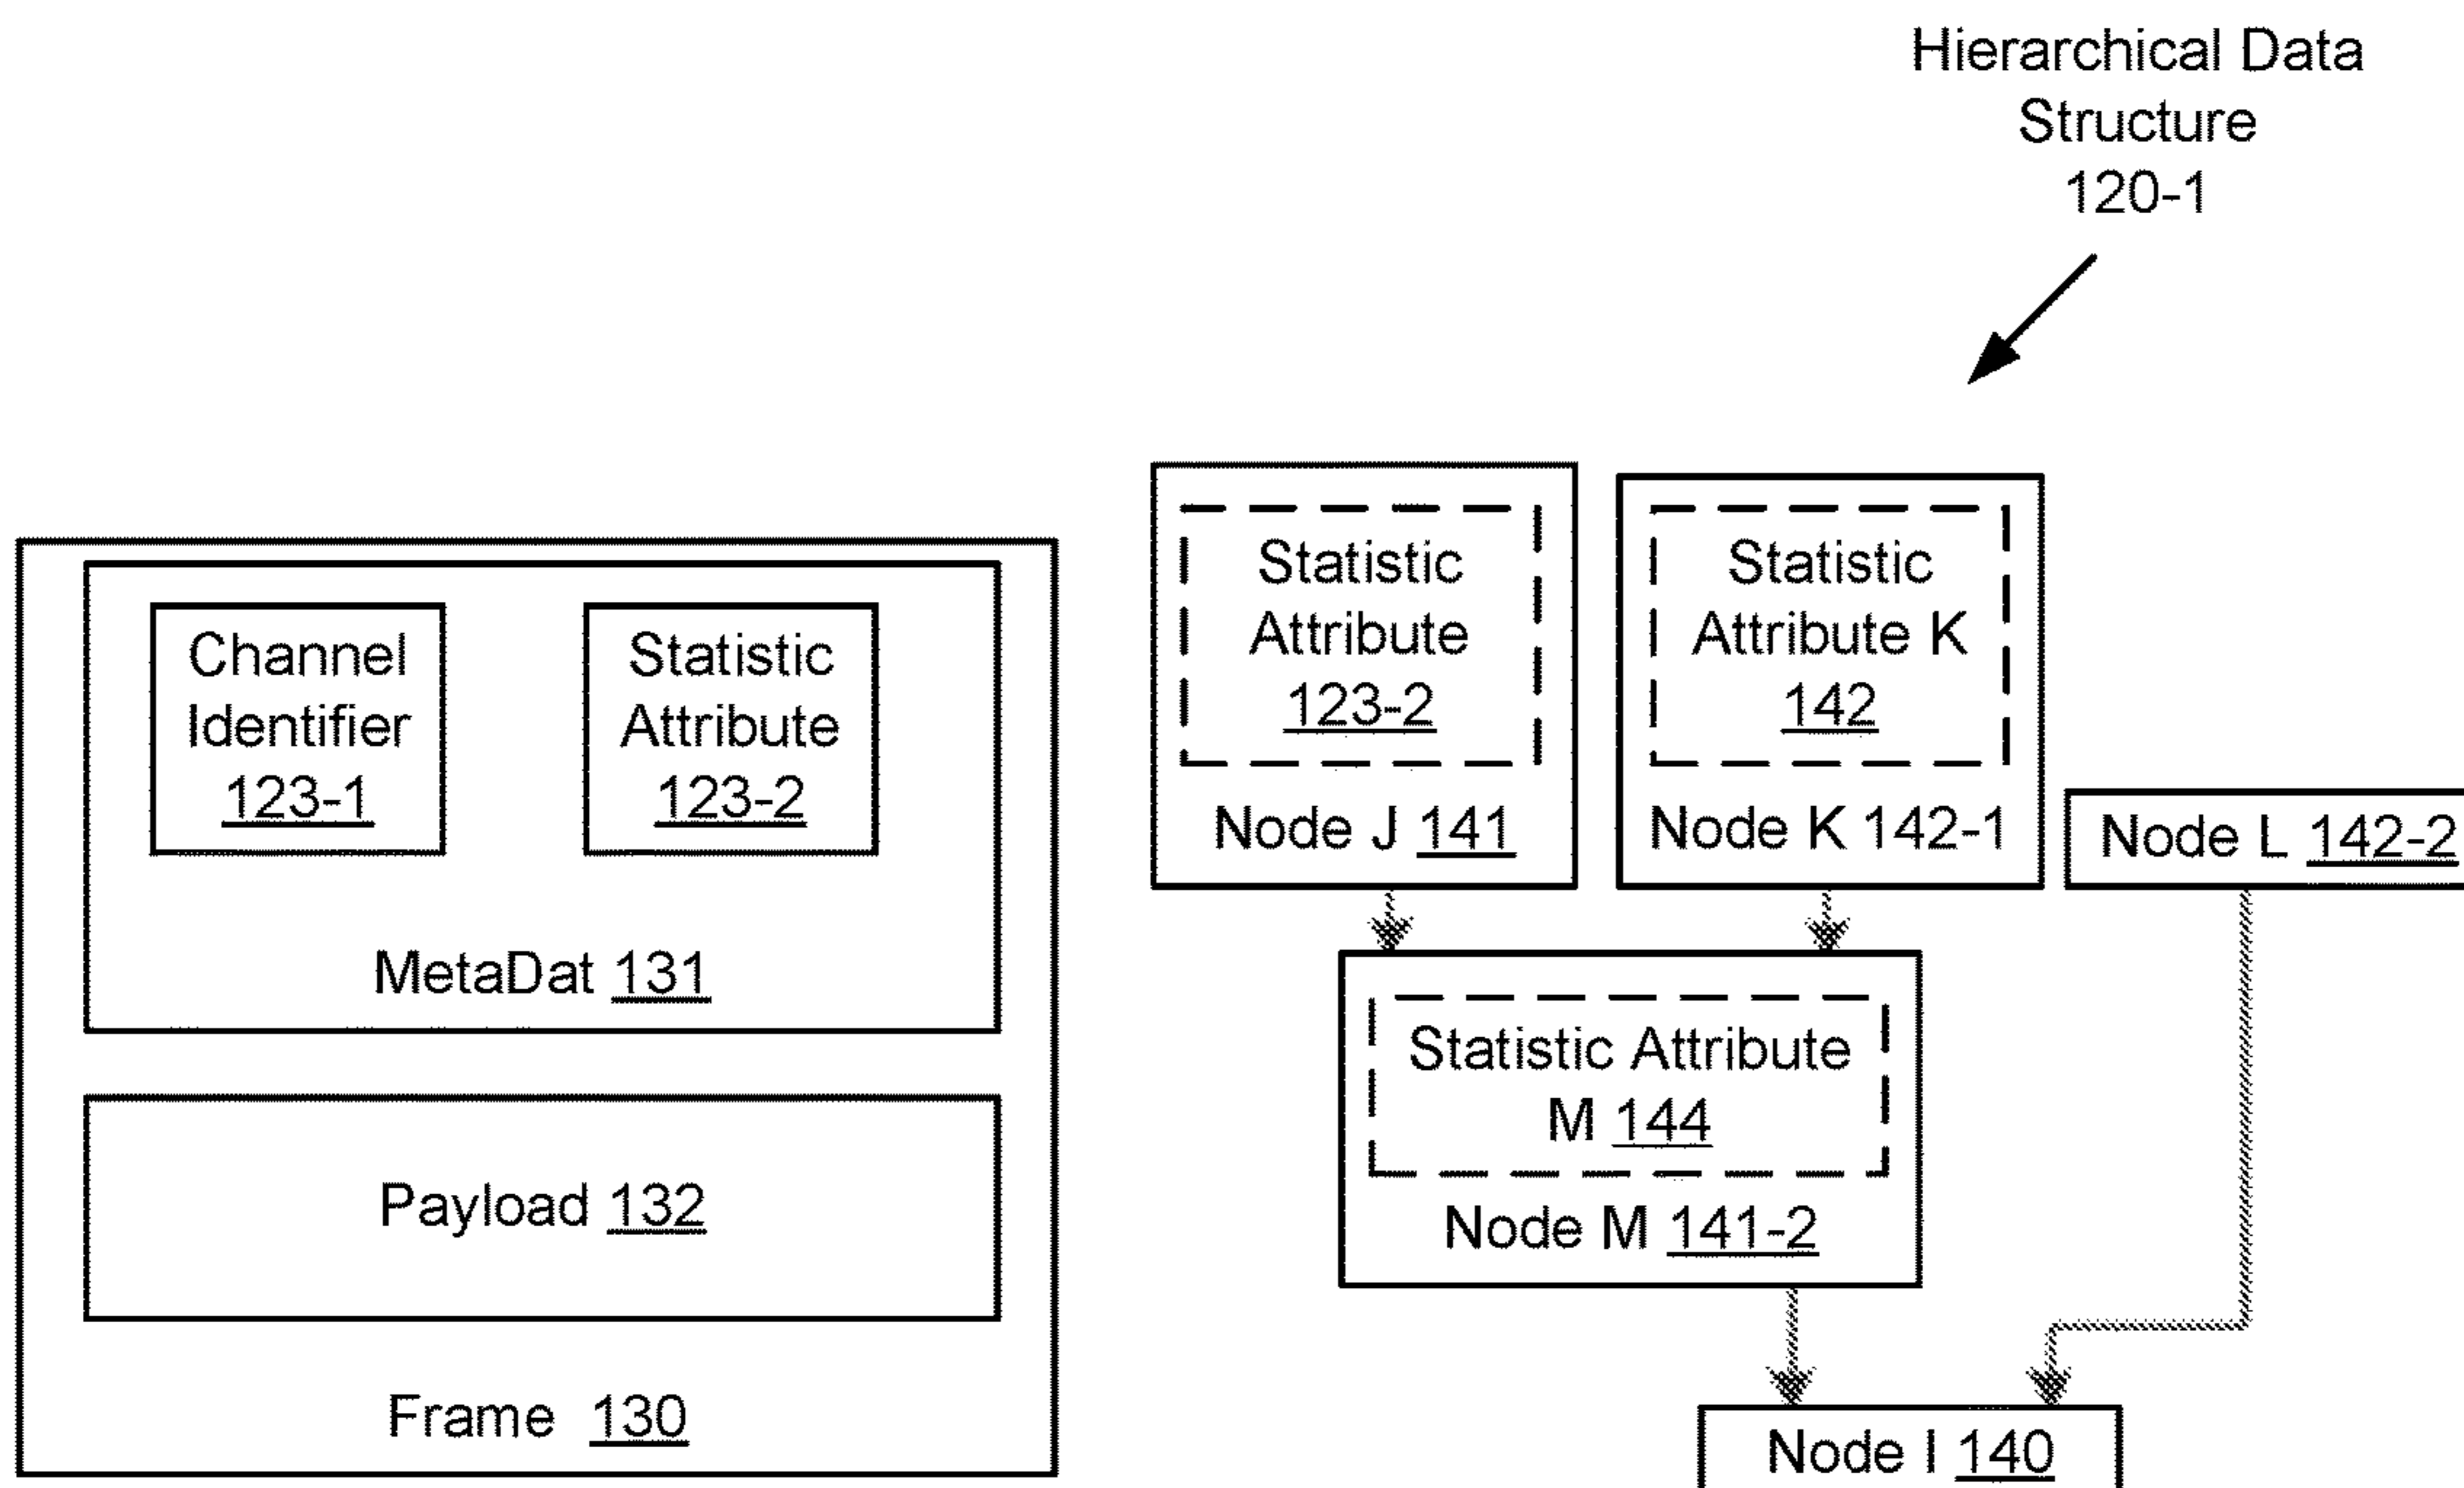 Hierarchical Data
Structure
120-1
Channel
Identifier
123-1
Statistic
Attribute
123-2
MetaDat 131
Payload 132
Frame 130
Statistic
Attribute
123-2
Node J 141
Statistic
Attribute K
142
Node K 142-1
Node L 142-2
Statistic Attribute
M 144
Node M 141-2
Node I 140